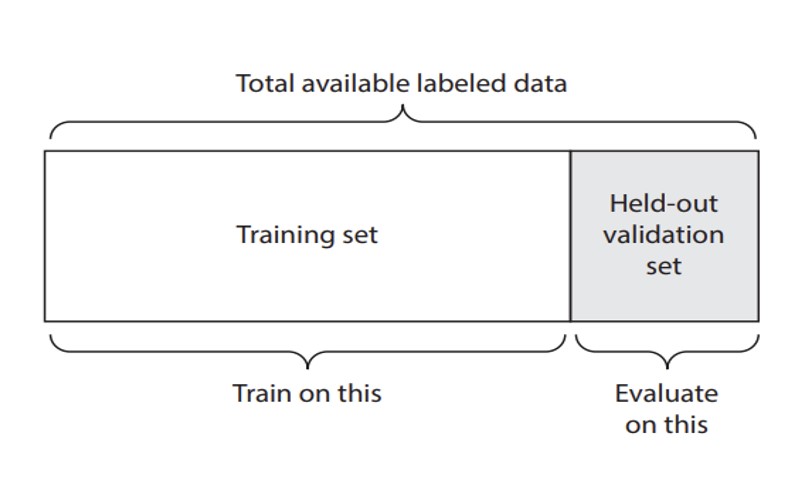 Total available labeled data
Training set
Held-out
validation
set
Train on this
Evaluate
on this